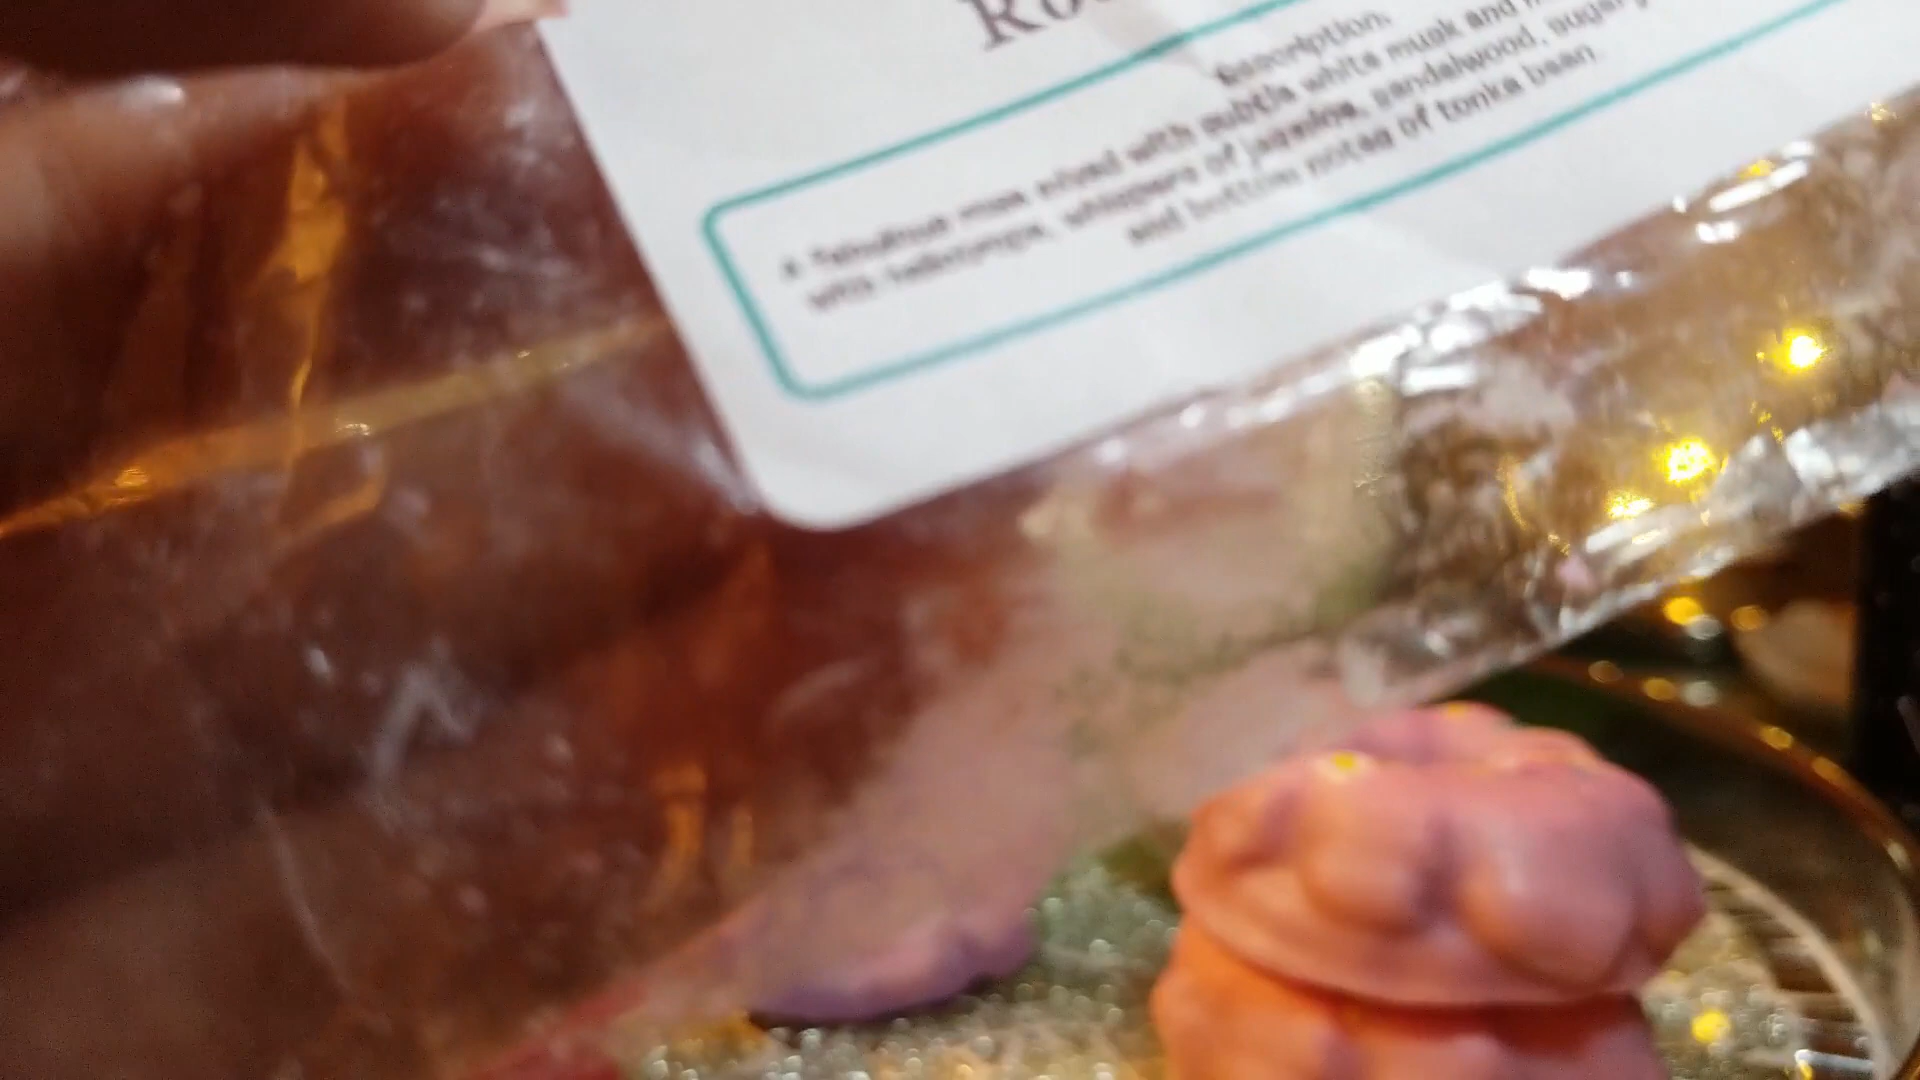 Ro
Description,
A fabulous rose mixed with subtle white musk and
with heliotrope, whispers of jasmine, sandalwood, sugary
and bottom notes of tonka bean.